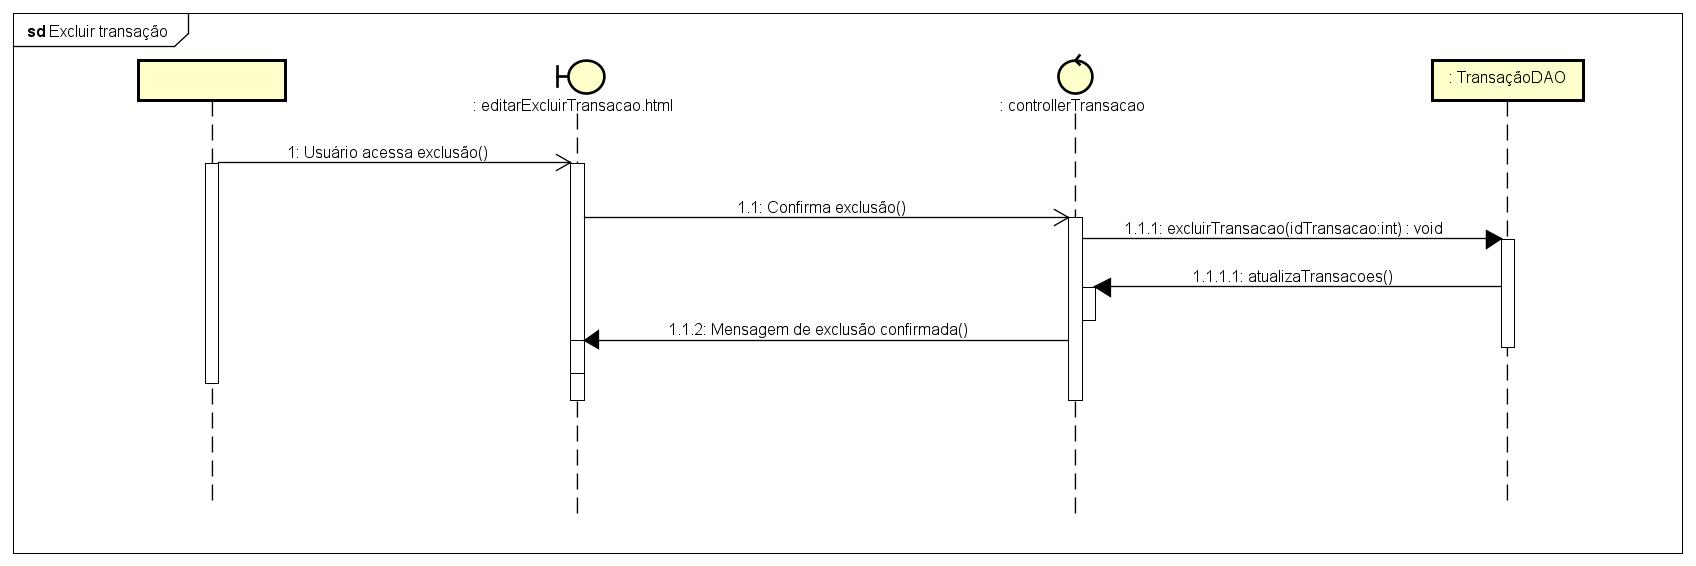 sd Excluir transação
: TransaçãoDAO
: editarExcluirTransacao.html
: controllerTransacao
1: Usuário acessa exclusão()
1.1: Confirma exclusão()
1.1.1: excluirTransacao(idTransacao:int) : void
1.1.1.1: atualizaTransacoes()
1.1.2: Mensagem de exclusão confirmada()